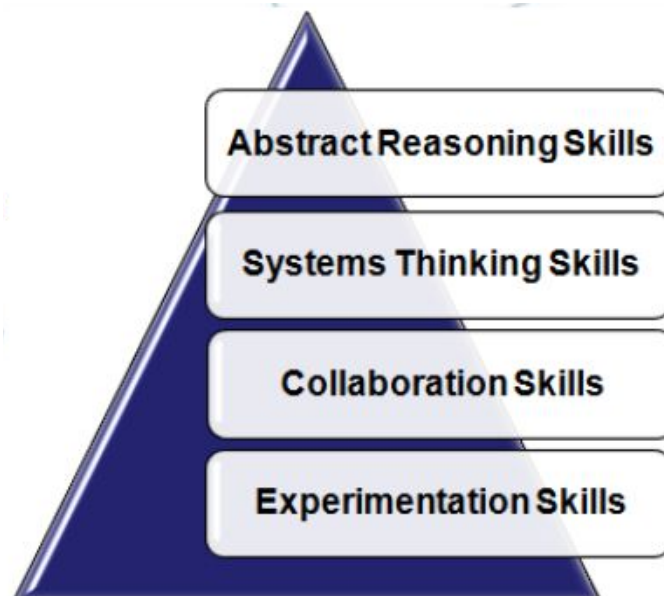 Abstract Reasoning Skills
Systems Thinking Skills
Collaboration Skills
Experimentation Skills